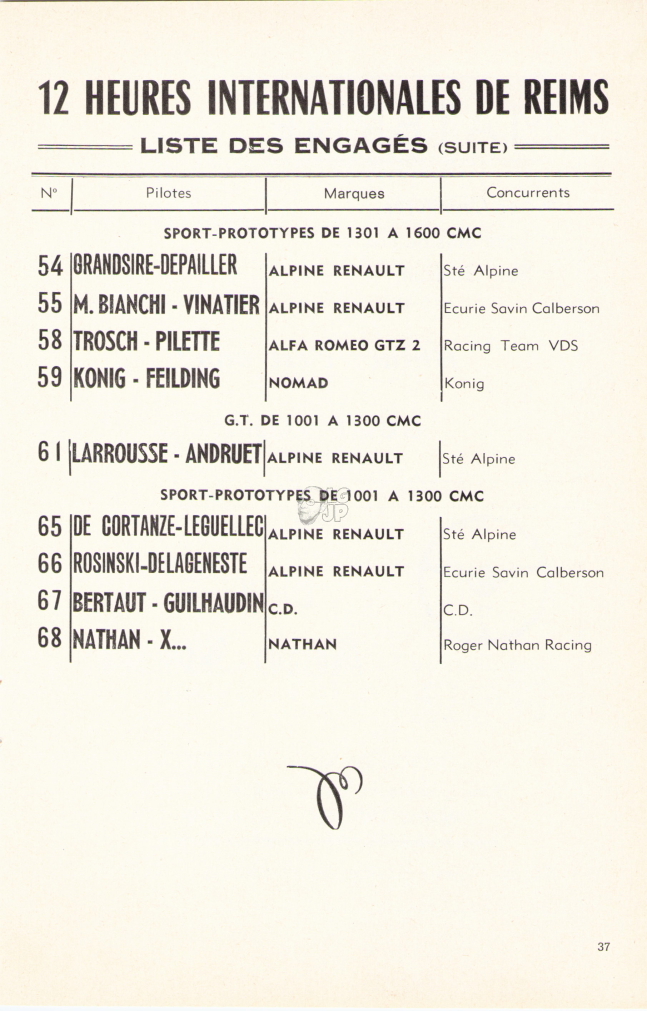 12 HEURES INTERNATIONALES DE REIMS
LISTE DES ENGAGÉS (SUITE)
N° Pilotes Marques Concurrents
SPORT-PROTOTYPES DE 1301 A 1600 CMC
54 GRANDSIRE-DEPAILLER ALPINE RENAULT Sté Alpine
55 M. BIANCHI - VINATIER ALPINE RENAULT Ecurie Savin Calberson
58 TROSCH - PILETTE ALFA ROMEO GTZ 2 Racing Team VDS
59 KONIG - FEILDING NOMAD Konig
G.T. DE 1001 A 1300 CMC
61 LARROUSSE - ANDRUET ALPINE RENAULT Sté Alpine
SPORT-PROTOTYPES DE 1001 A 1300 CMC
65 DE CORTANZE-LEGUELLEC ALPINE RENAULT Sté Alpine
66 ROSINSKI-DELAGENESTE ALPINE RENAULT Ecurie Savin Calberson
67 BERTAUT - GUILHAUDIN C.D. C.D.
68 NATHAN - X... NATHAN Roger Nathan Racing
37